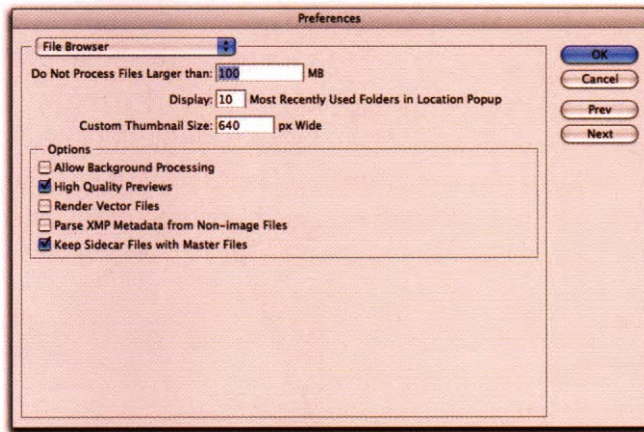 Preferences
File Browser
Do Not Process Files Larger than: 100 MB
Display: 10 Most Recently Used Folders in Location Popup
Custom Thumbnail Size: 640 px Wide
Options
Allow Background Processing
High Quality Previews
Render Vector Files
Parse XMP Metadata from Non-image Files
Keep Sidecar Files with Master Files
OK
Cancel
Prev
Next